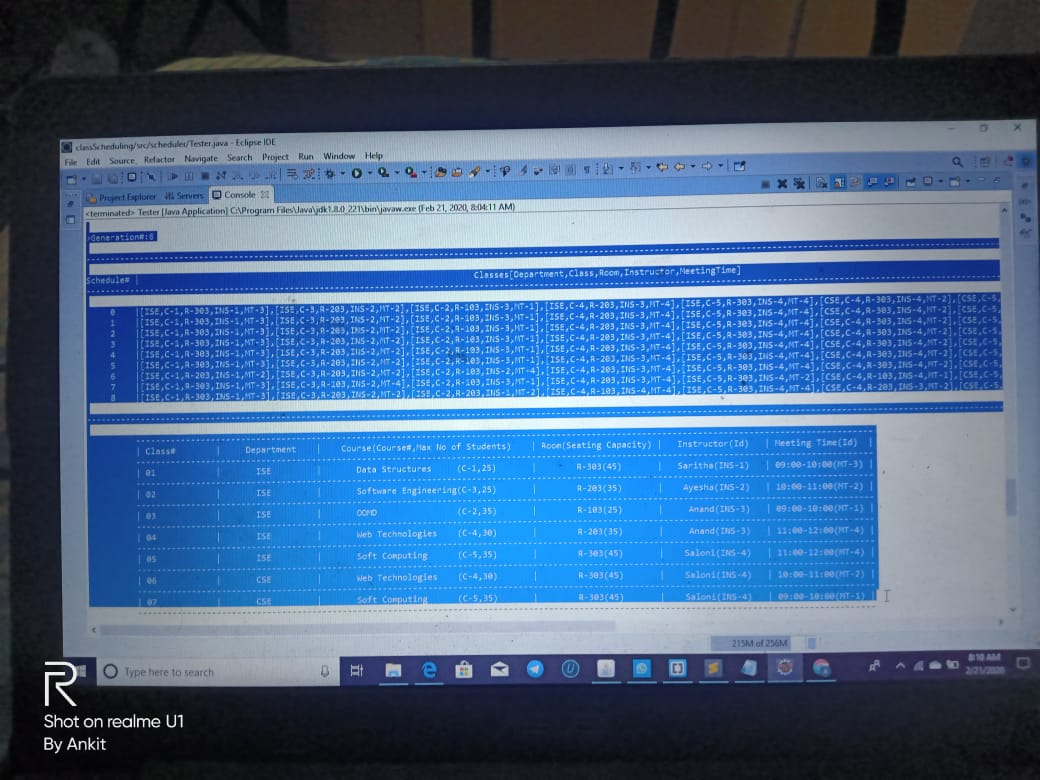 classScheduling/src/scheduler/Tester.java - Eclipse IDE
File Edit Source Refactor Navigate Search Project Run Window Help
Project Explorer Servers Console
<terminated> Tester [Java Application] C:\Program Files\Java\jdk1.8.0_221\bin\javaw.exe (Feb 21, 2020, 8:04:11 AM)
>Generation#:6
Classes[Department,Class,Room,Instructor,MeetingTime]
Schedule# |
0 |[ISE,C-1,R-303,INS-1,MT-3],[ISE,C-3,R-203,INS-2,MT-2],[ISE,C-2,R-103,INS-3,MT-1],[ISE,C-4,R-203,INS-3,MT-4],[ISE,C-5,R-303,INS-4,MT-4],[CSE,C-4,R-303,INS-4,MT-2],[CSE,C-5,
1 |[ISE,C-1,R-303,INS-1,MT-3],[ISE,C-3,R-203,INS-2,MT-2],[ISE,C-2,R-103,INS-3,MT-1],[ISE,C-4,R-203,INS-3,MT-4],[ISE,C-5,R-303,INS-4,MT-4],[CSE,C-4,R-303,INS-4,MT-2],[CSE,C-5,
2 |[ISE,C-1,R-303,INS-1,MT-3],[ISE,C-3,R-203,INS-2,MT-2],[ISE,C-2,R-103,INS-3,MT-1],[ISE,C-4,R-203,INS-3,MT-4],[ISE,C-5,R-303,INS-4,MT-4],[CSE,C-4,R-303,INS-4,MT-2],[CSE,C-5,
3 |[ISE,C-1,R-303,INS-1,MT-3],[ISE,C-3,R-203,INS-2,MT-2],[ISE,C-2,R-103,INS-3,MT-1],[ISE,C-4,R-203,INS-3,MT-4],[ISE,C-5,R-303,INS-4,MT-4],[CSE,C-4,R-303,INS-4,MT-2],[CSE,C-5,
4 |[ISE,C-1,R-303,INS-1,MT-3],[ISE,C-3,R-203,INS-2,MT-2],[ISE,C-2,R-103,INS-3,MT-1],[ISE,C-4,R-203,INS-3,MT-4],[ISE,C-5,R-303,INS-4,MT-4],[CSE,C-4,R-303,INS-4,MT-2],[CSE,C-5,
5 |[ISE,C-1,R-303,INS-1,MT-3],[ISE,C-3,R-203,INS-2,MT-2],[ISE,C-2,R-103,INS-3,MT-1],[ISE,C-4,R-203,INS-3,MT-4],[ISE,C-5,R-303,INS-4,MT-4],[CSE,C-4,R-303,INS-4,MT-2],[CSE,C-5,
6 |[ISE,C-1,R-303,INS-1,MT-3],[ISE,C-3,R-203,INS-2,MT-2],[ISE,C-2,R-103,INS-2,MT-4],[ISE,C-4,R-203,INS-3,MT-4],[ISE,C-5,R-303,INS-4,MT-2],[CSE,C-4,R-103,INS-4,MT-2],[CSE,C-5,
7 |[ISE,C-1,R-303,INS-1,MT-3],[ISE,C-3,R-103,INS-2,MT-4],[ISE,C-2,R-103,INS-3,MT-1],[ISE,C-4,R-203,INS-3,MT-4],[ISE,C-5,R-303,INS-4,MT-4],[CSE,C-4,R-303,INS-4,MT-2],[CSE,C-5,
8 |[ISE,C-1,R-303,INS-1,MT-3],[ISE,C-3,R-203,INS-2,MT-4],[ISE,C-2,R-203,INS-1,MT-2],[ISE,C-4,R-103,INS-4,MT-4],[ISE,C-5,R-303,INS-4,MT-4],[CSE,C-4,R-203,INS-3,MT-2],[CSE,C-5,
| Class# | Department | Course(Course#,Max No of Students) | Room(Seating Capacity) | Instructor(Id) | Meeting Time(Id) |
| 01 | ISE | Data Structures (C-1,25) | R-303(45) | Saritha(INS-1) | 09:00-10:00(MT-3) |
| 02 | ISE | Software Engineering(C-3,25) | R-203(35) | Ayesha(INS-2) | 10:00-11:00(MT-2) |
| 03 | ISE | OOMD (C-2,35) | R-103(25) | Anand(INS-3) | 09:00-10:00(MT-1) |
| 04 | ISE | Web Technologies (C-4,30) | R-203(35) | Anand(INS-3) | 11:00-12:00(MT-4) |
| 05 | ISE | Soft Computing (C-5,35) | R-303(45) | Saloni(INS-4) | 11:00-12:00(MT-4) |
| 06 | CSE | Web Technologies (C-4,30) | R-303(45) | Saloni(INS-4) | 10:00-11:00(MT-2) |
| 07 | CSE | Soft Computing (C-5,35) | R-303(45) | Saloni(INS-4) | 09:00-10:00(MT-1) |
215M of 256M
Type here to search
8:10 AM
2/21/2020
R
Shot on realme U1
By Ankit